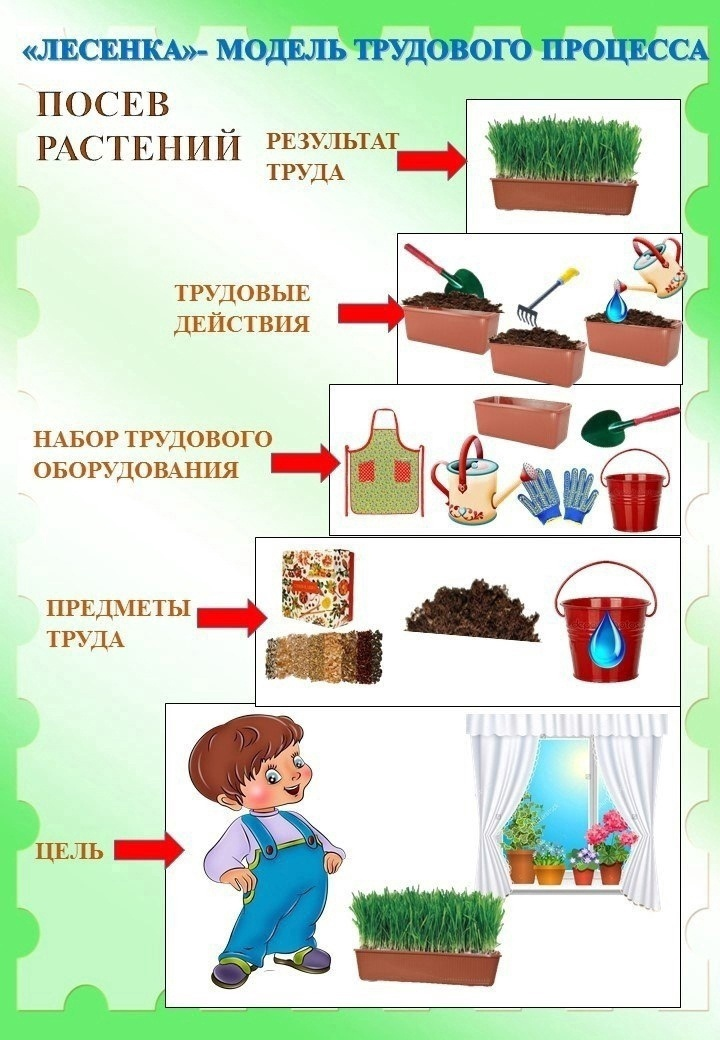 «ЛЕСЕНКА»- МОДЕЛЬ ТРУДОВОГО ПРОЦЕССА
ПОСЕВ
РАСТЕНИЙ
РЕЗУЛЬТАТ
ТРУДА
ТРУДОВЫЕ
ДЕЙСТВИЯ
НАБОР ТРУДОВОГО
ОБОРУДОВАНИЯ
ПРЕДМЕТЫ
ТРУДА
ЦЕЛЬ